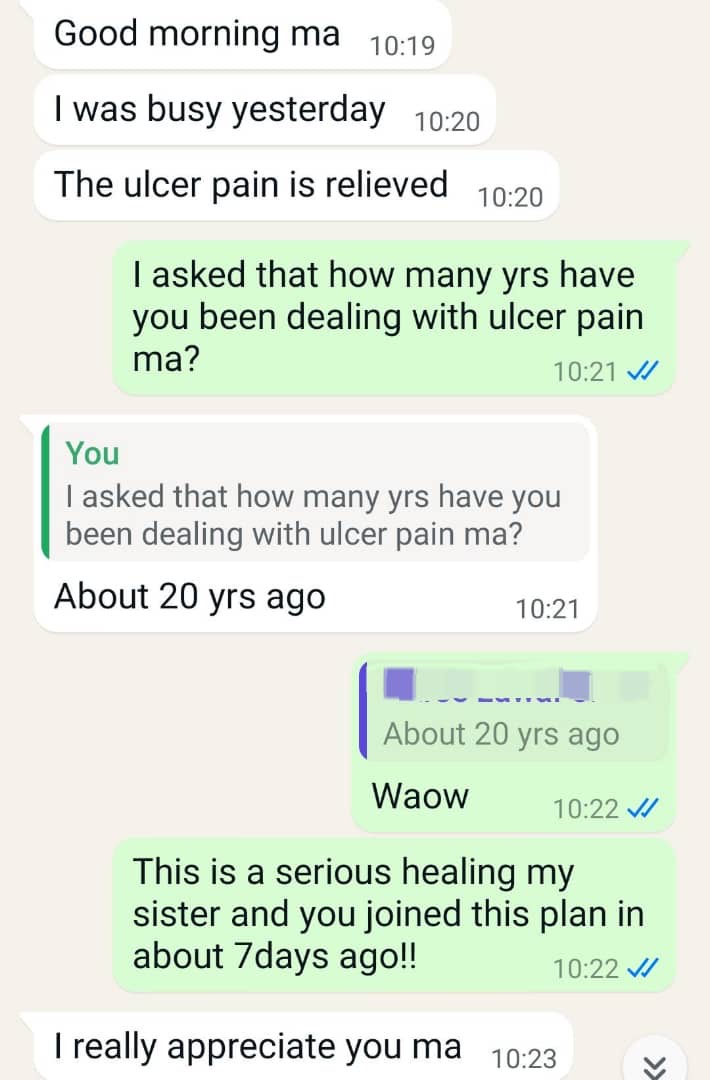 Good morning ma 10:19
I was busy yesterday 10:20
The ulcer pain is relieved 10:20
I asked that how many yrs have
you been dealing with ulcer pain
ma?
10:21
You
I asked that how many yrs have you
been dealing with ulcer pain ma?
About 20 yrs ago 10:21
About 20 yrs ago
Waow 10:22
This is a serious healing my
sister and you joined this plan in
about 7days ago!! 10:22
I really appreciate you ma 10:23